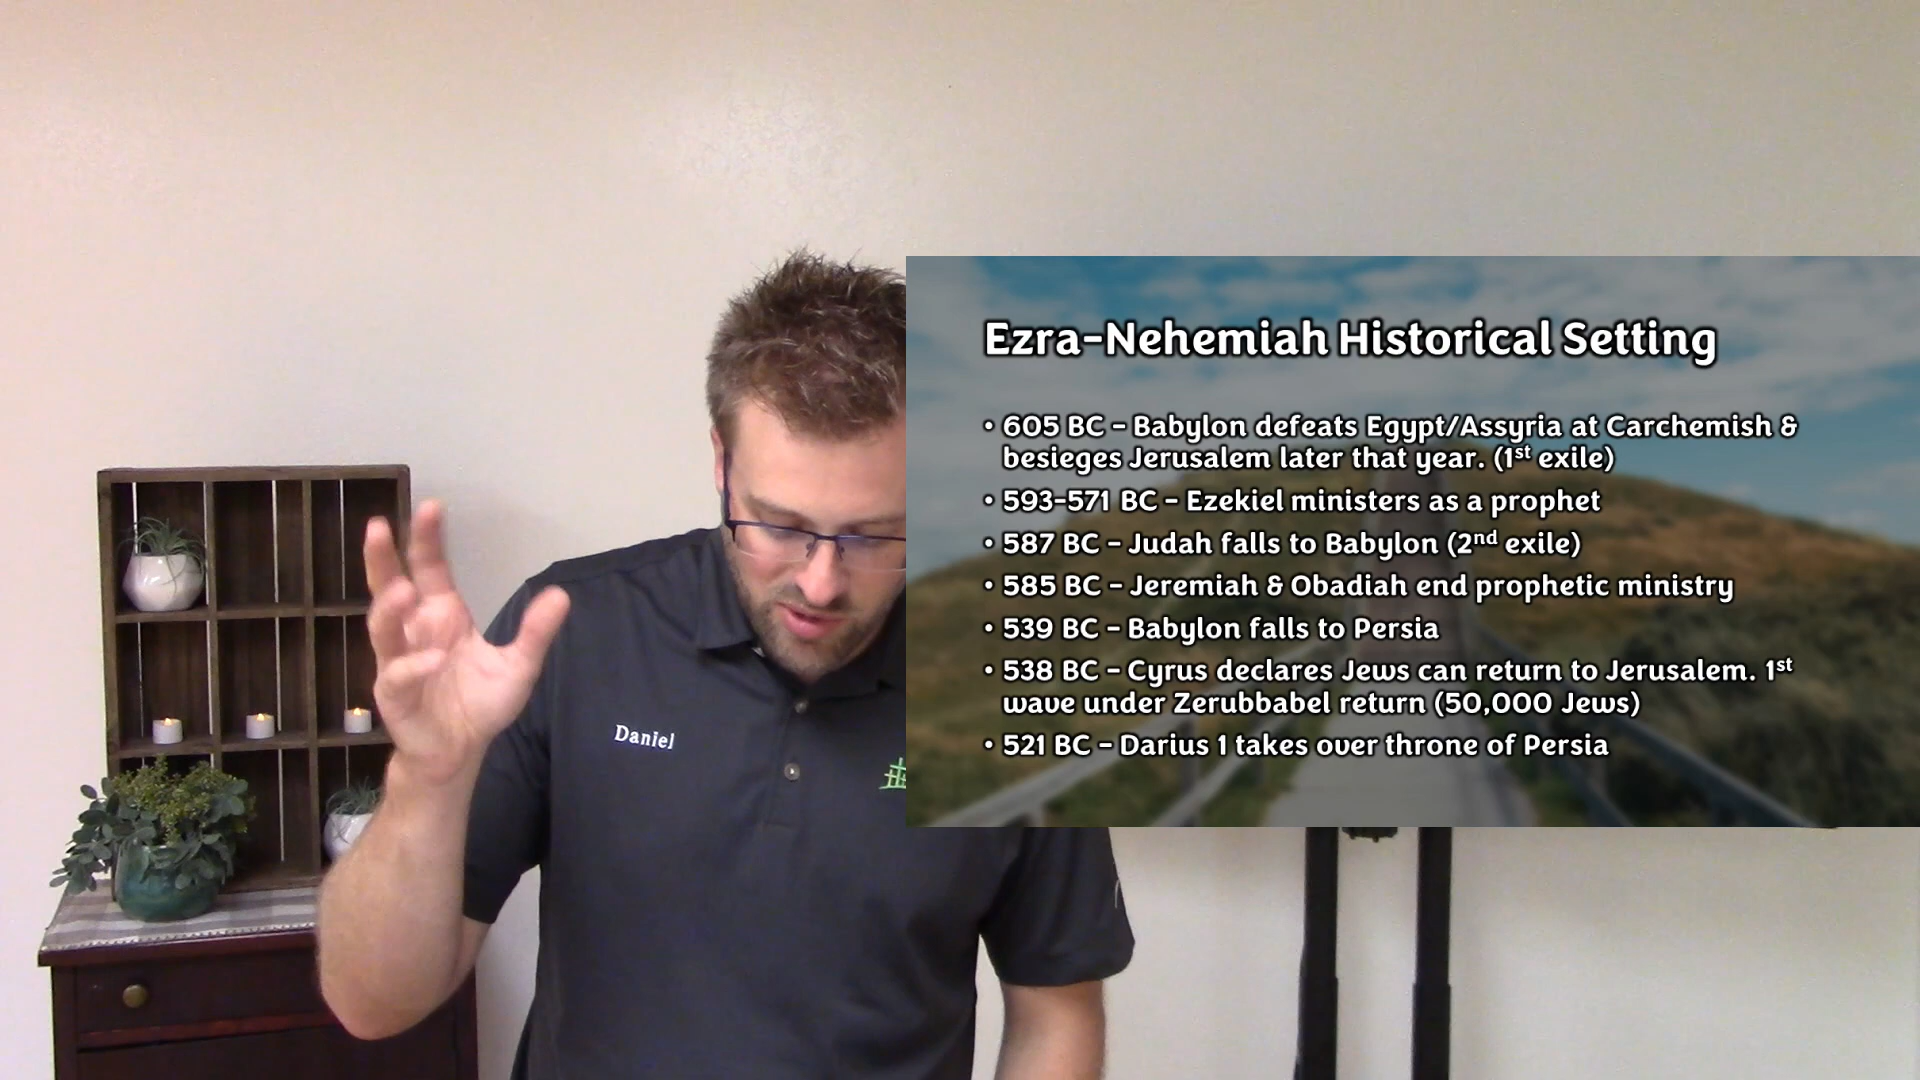 Ezra-Nehemiah Historical Setting
• 605 BC – Babylon defeats Egypt/Assyria at Carchemish &
besieges Jerusalem later that year. (1st exile)
• 593-571 BC – Ezekiel ministers as a prophet
• 587 BC – Judah falls to Babylon (2nd exile)
• 585 BC – Jeremiah & Obadiah end prophetic ministry
• 539 BC – Babylon falls to Persia
• 538 BC – Cyrus declares Jews can return to Jerusalem. 1st
wave under Zerubbabel return (50,000 Jews)
• 521 BC – Darius 1 takes over throne of Persia
Daniel